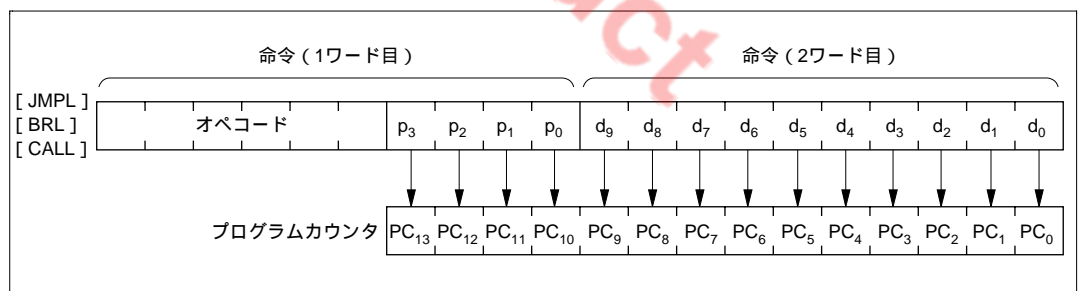 命令（1ワード目） 命令（2ワード目）
[ JMPL ]
[ BRL ] オペコード p3 p2 p1 p0 d9 d8 d7 d6 d5 d4 d3 d2 d1 d0
[ CALL ]
プログラムカウンタ PC13 PC12 PC11 PC10 PC9 PC8 PC7 PC6 PC5 PC4 PC3 PC2 PC1 PC0